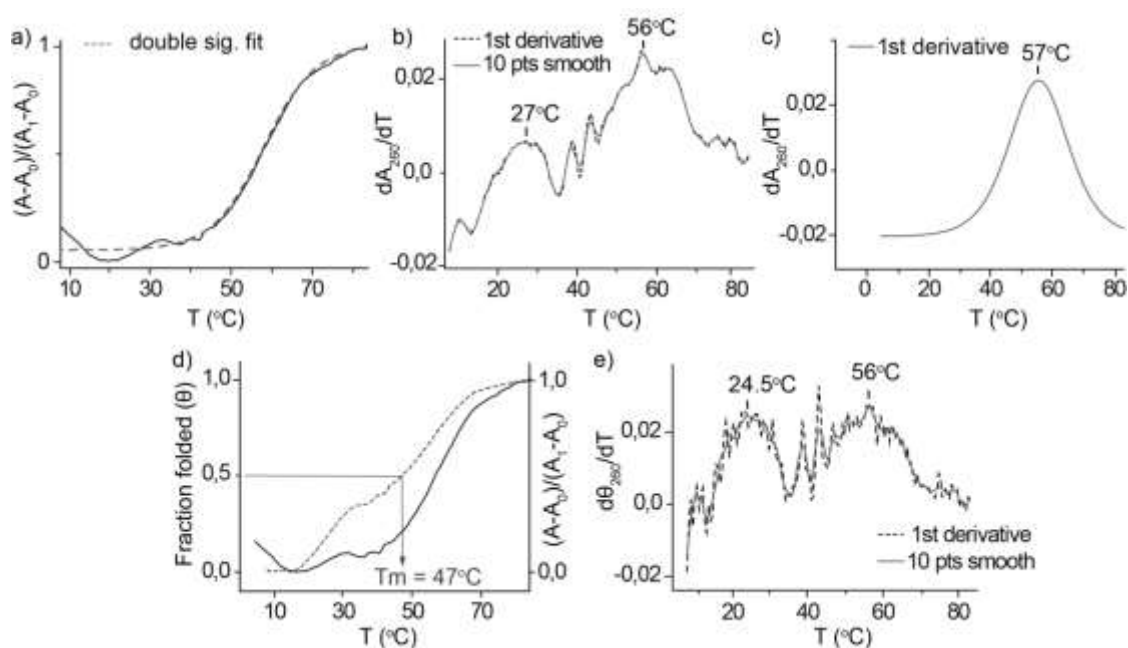 a)
double sig. fit
1
0
(A-A₀)/(A₁-A₀)
10 30 50 70
T (°C)
b)
1st derivative
10 pts smooth
56°C
27°C
0,02
0,0
-0,02
dA₂₆₀/dT
20 40 60 80
T (°C)
c)
1st derivative
57°C
0,02
0,0
-0,02
dA₂₆₀/dT
0 20 40 60 80
T (°C)
d)
1,0
0,5
0,0
Fraction folded (θ)
1,0
0,0
(A-A₀)/(A₁-A₀)
Tm = 47°C
10 30 50 70
T (°C)
e)
24.5°C
56°C
0,02
0,0
-0,02
dθ₂₆₀/dT
1st derivative
10 pts smooth
20 40 60 80
T (°C)